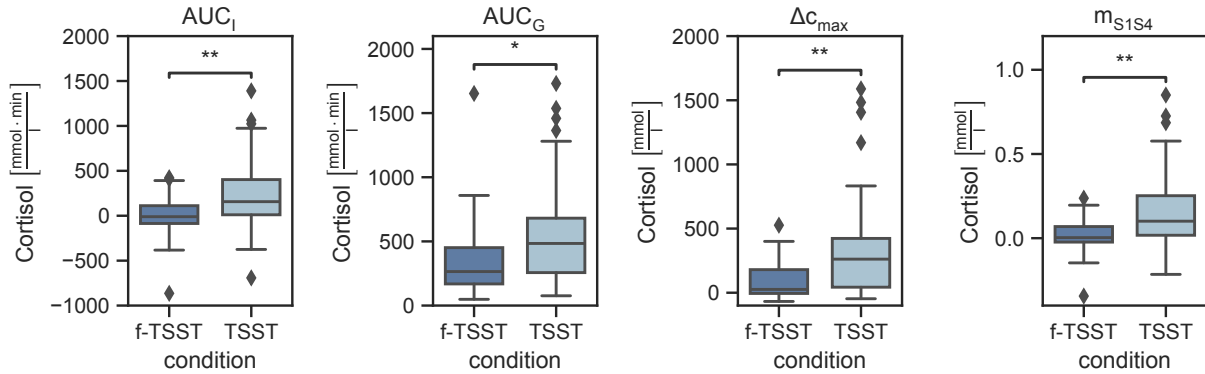 AUC_I
2000
1500
1000
500
0
−500
−1000
Cortisol [mmol · min / l]
**
f-TSST TSST
condition
AUC_G
2000
1500
1000
500
0
Cortisol [mmol · min / l]
*
f-TSST TSST
condition
Δc_max
2000
1500
1000
500
0
Cortisol [mmol / l]
**
f-TSST TSST
condition
m_S1S4
1.0
0.5
0.0
Cortisol [mmol / l]
**
f-TSST TSST
condition